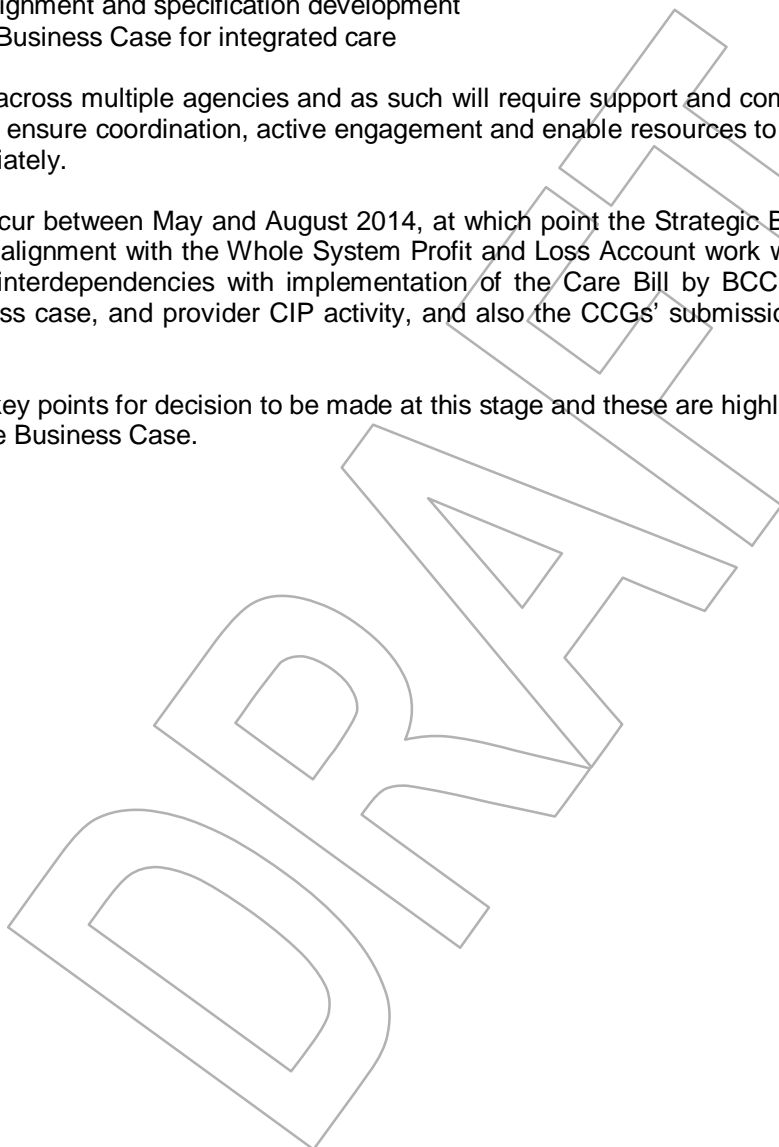 ignment and specification development
Business Case for integrated care
across multiple agencies and as such will require support and com
ensure coordination, active engagement and enable resources to
iately.
cur between May and August 2014, at which point the Strategic B
alignment with the Whole System Profit and Loss Account work w
interdependencies with implementation of the Care Bill by BCC
ss case, and provider CIP activity, and also the CCGs’ submissio
key points for decision to be made at this stage and these are highl
e Business Case.
DRAFT